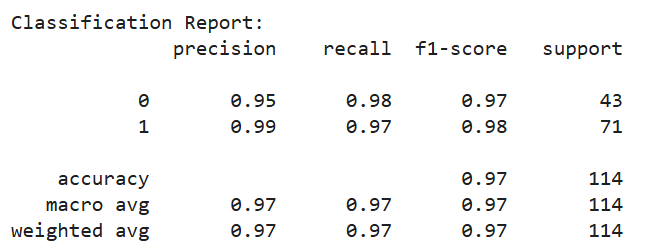 Classification Report:
precision recall f1-score support
0 0.95 0.98 0.97 43
1 0.99 0.97 0.98 71
accuracy 0.97 114
macro avg 0.97 0.97 0.97 114
weighted avg 0.97 0.97 0.97 114